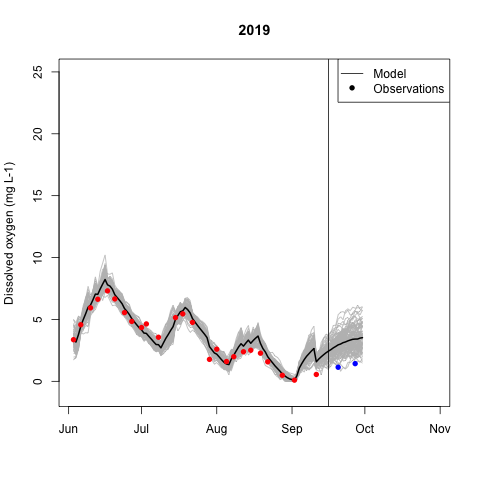 2019
Model
Observations
Dissolved oxygen (mg L-1)
25
20
15
10
5
0
Jun Jul Aug Sep Oct Nov